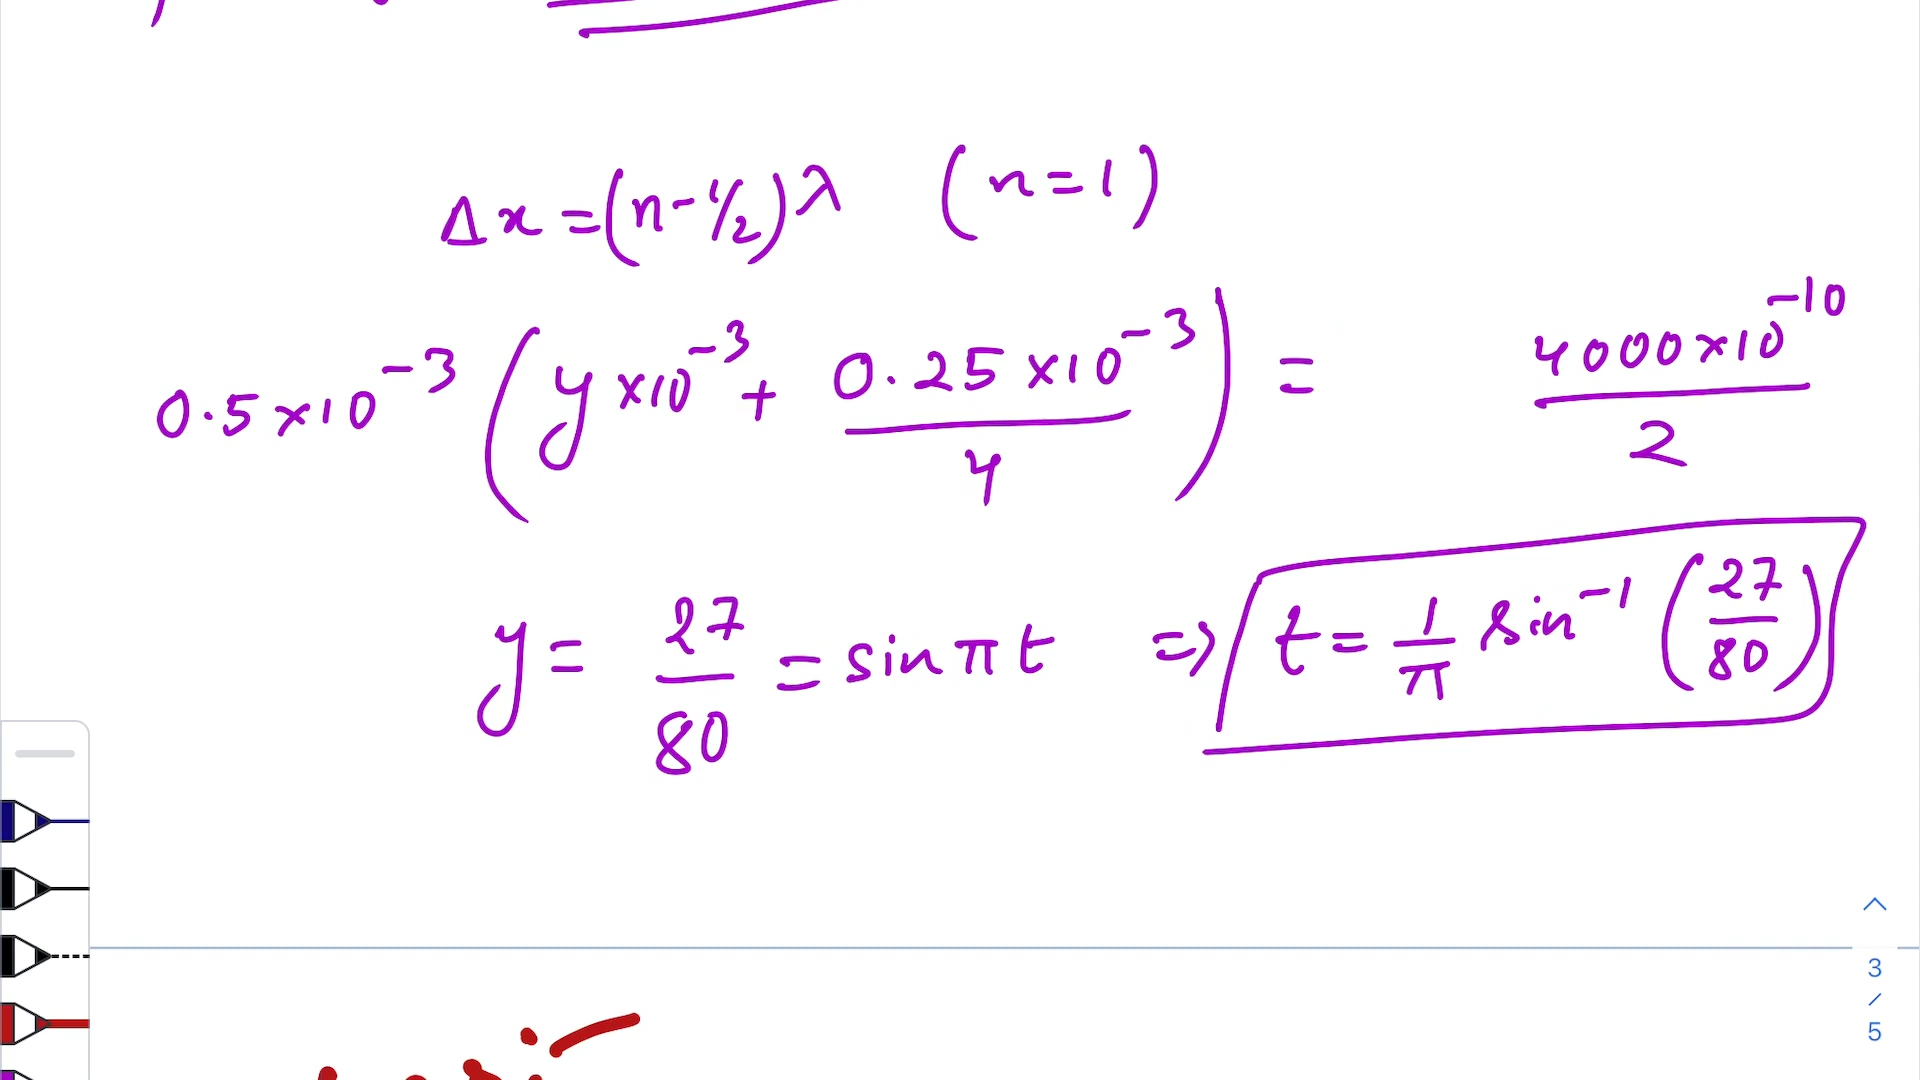 Δx = (n - 1/2) λ (n = 1)
0.5 × 10⁻³ ( y × 10⁻³ + 0.25 × 10⁻³ / 4 ) = 4000 × 10⁻¹⁰ / 2
y = 27/80 = sin π t ⇒ t = 1/π sin⁻¹ (27/80)
3
/
5